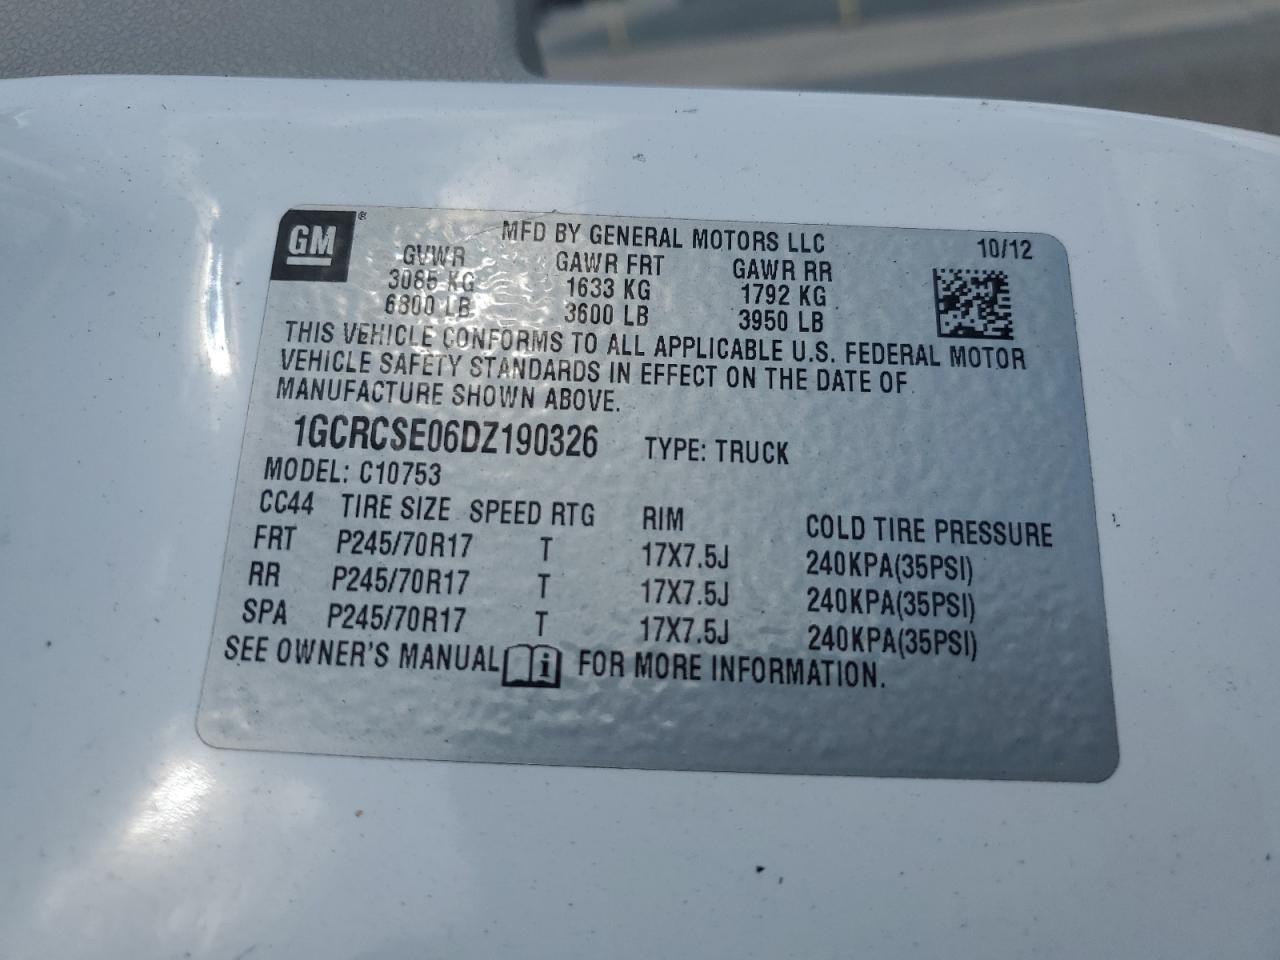 GM ®
MFD BY GENERAL MOTORS LLC 10/12
GVWR GAWR FRT GAWR RR
3085 KG 1633 KG 1792 KG
6800 LB 3600 LB 3950 LB
THIS VEHICLE CONFORMS TO ALL APPLICABLE U.S. FEDERAL MOTOR
VEHICLE SAFETY STANDARDS IN EFFECT ON THE DATE OF
MANUFACTURE SHOWN ABOVE.
1GCRCSE06DZ190326 TYPE: TRUCK
MODEL: C10753
CC44 TIRE SIZE SPEED RTG RIM COLD TIRE PRESSURE
FRT P245/70R17 T 17X7.5J 240KPA(35PSI)
RR P245/70R17 T 17X7.5J 240KPA(35PSI)
SPA P245/70R17 T 17X7.5J 240KPA(35PSI)
SEE OWNER'S MANUAL i FOR MORE INFORMATION.